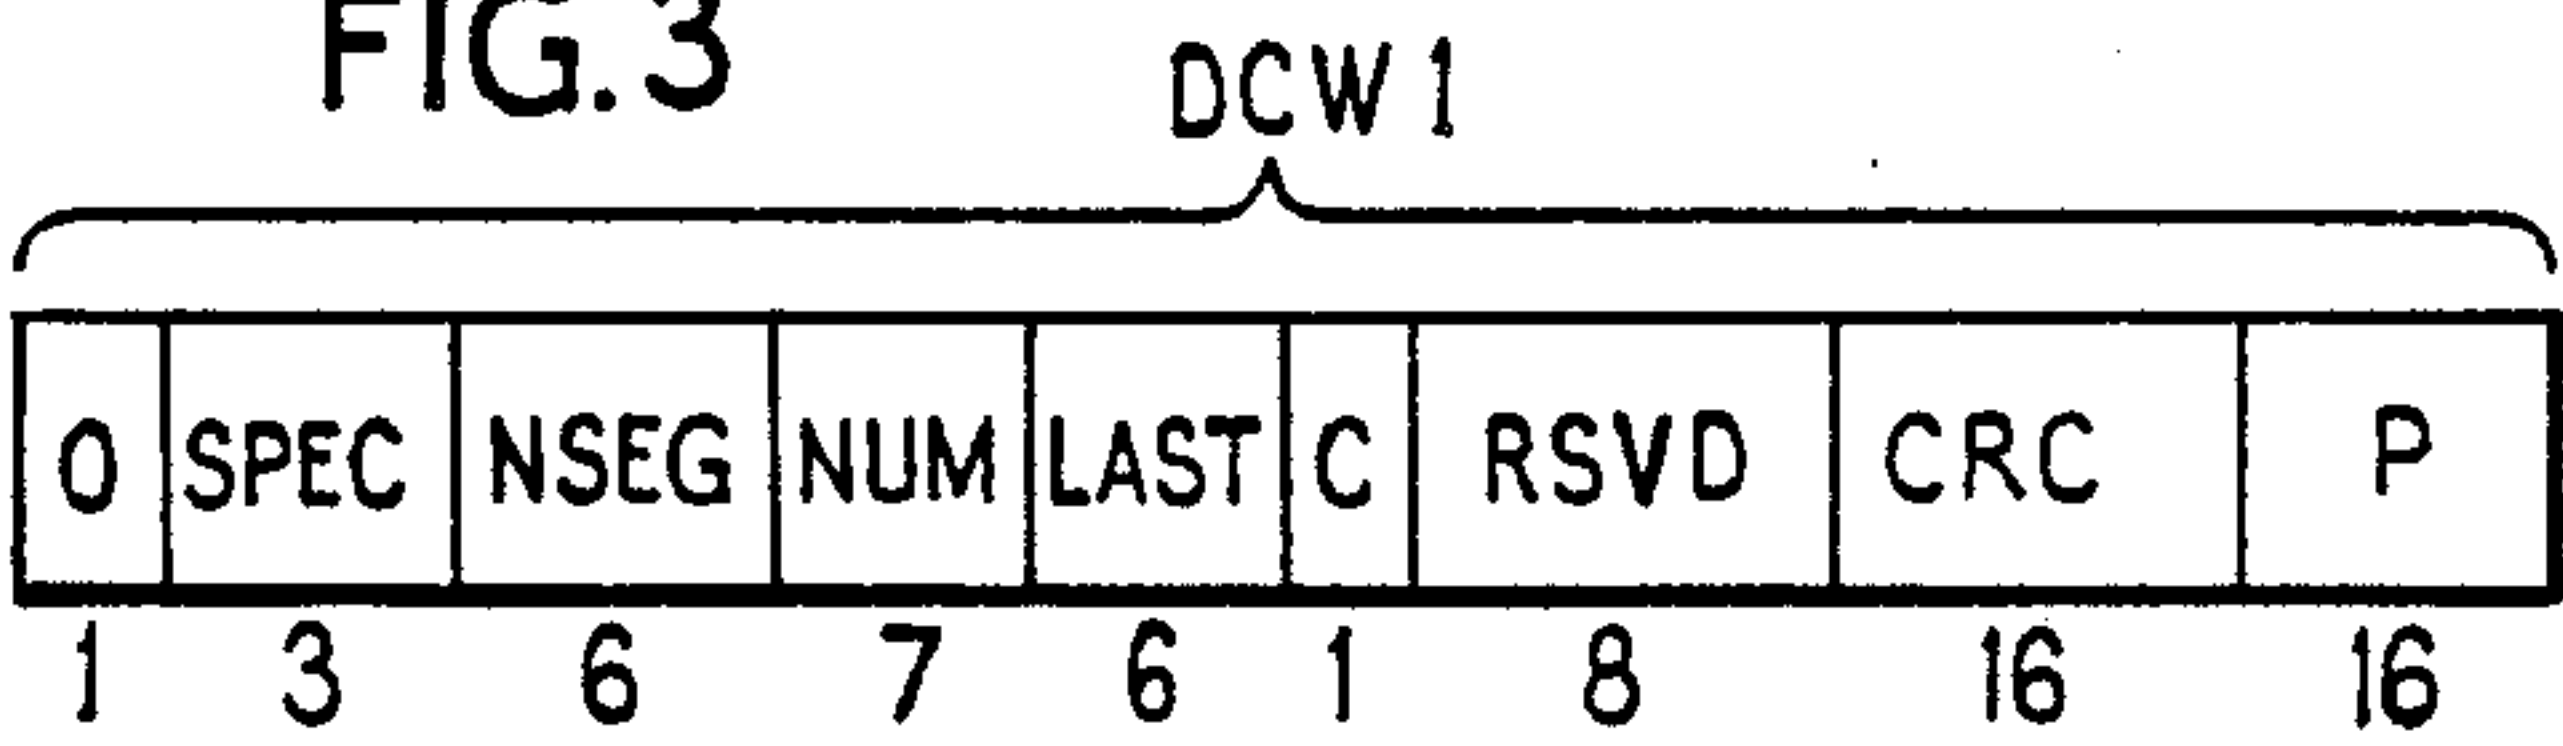 FIG.3
DCW 1
0 SPEC NSEG NUM LAST C RSVD CRC P
1 3 6 7 6 1 8 16 16